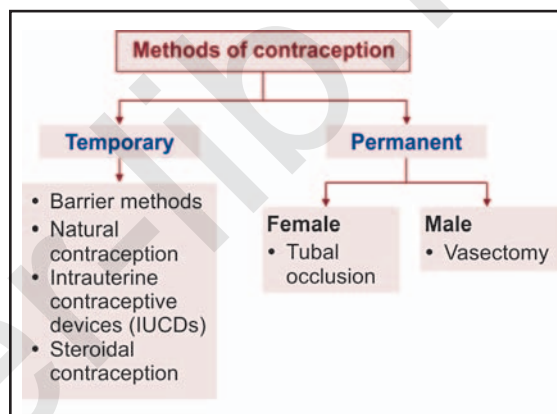 Methods of contraception
Temporary
Permanent
• Barrier methods
• Natural
contraception
• Intrauterine
contraceptive
devices (IUCDs)
• Steroidal
contraception
Female
• Tubal
occlusion
Male
• Vasectomy